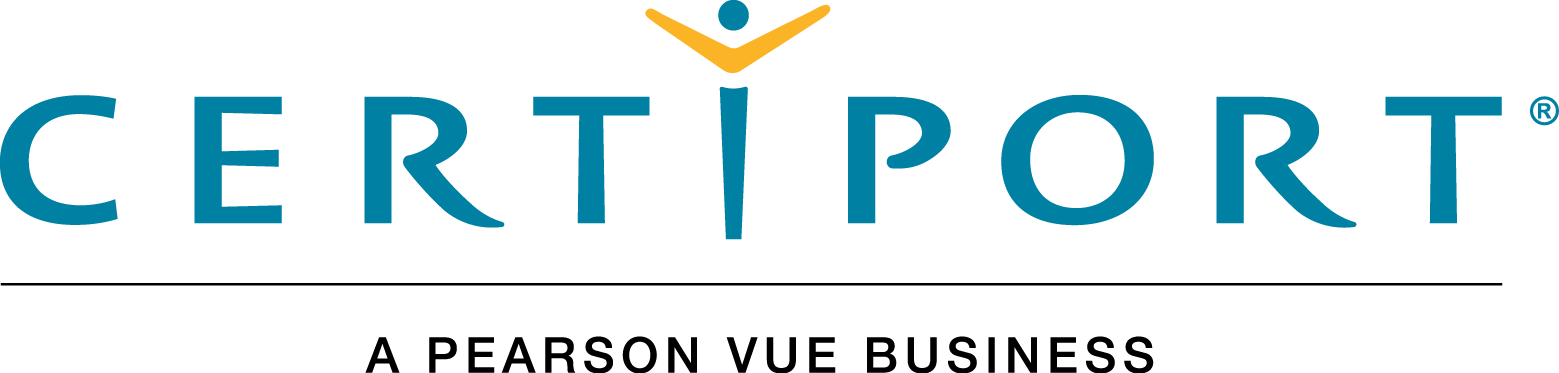 CERTIPORT®
A PEARSON VUE BUSINESS